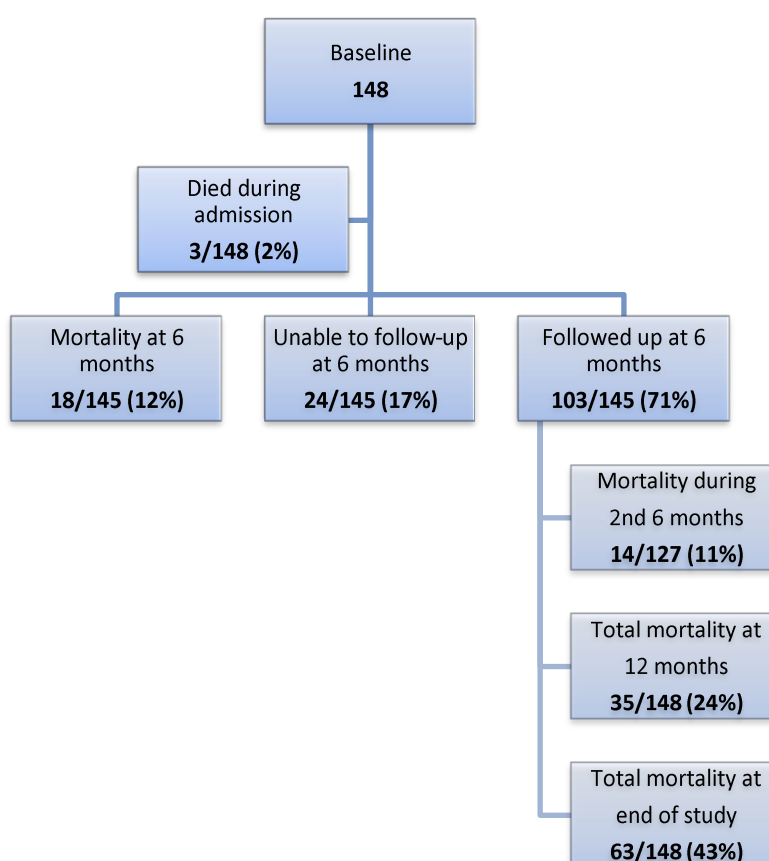 Baseline
148
Died during
admission
3/148 (2%)
Mortality at 6
months
18/145 (12%)
Unable to follow-up
at 6 months
24/145 (17%)
Followed up at 6
months
103/145 (71%)
Mortality during
2nd 6 months
14/127 (11%)
Total mortality at
12 months
35/148 (24%)
Total mortality at
end of study
63/148 (43%)